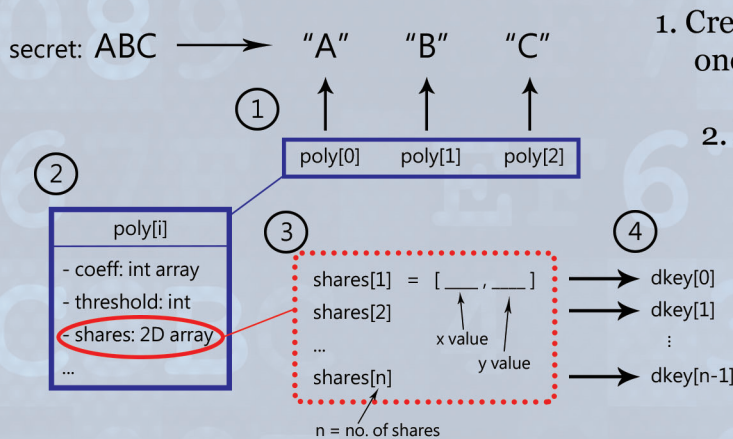 secret: ABC "A" "B" "C"
1. Cre
one
1
poly[0] poly[1] poly[2]
2.
2
poly[i]
- coeff: int array
- threshold: int
- shares: 2D array
...
3
shares[1] = [ ___ , ___ ]
shares[2]
...
shares[n]
x value
y value
n = no. of shares
4
dkey[0]
dkey[1]
⋮
dkey[n-1]